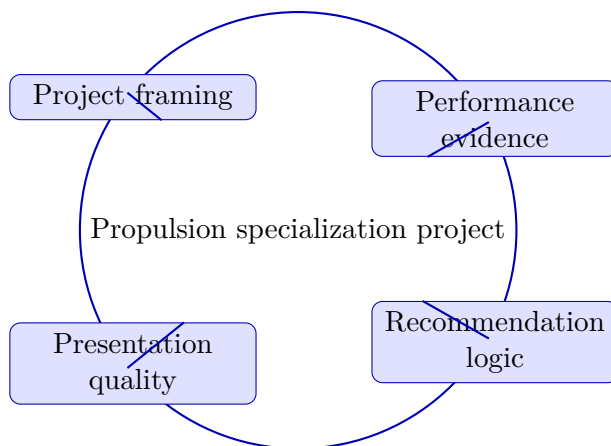 Project framing
Performance
evidence
Propulsion specialization project
Presentation
quality
Recommendation
logic